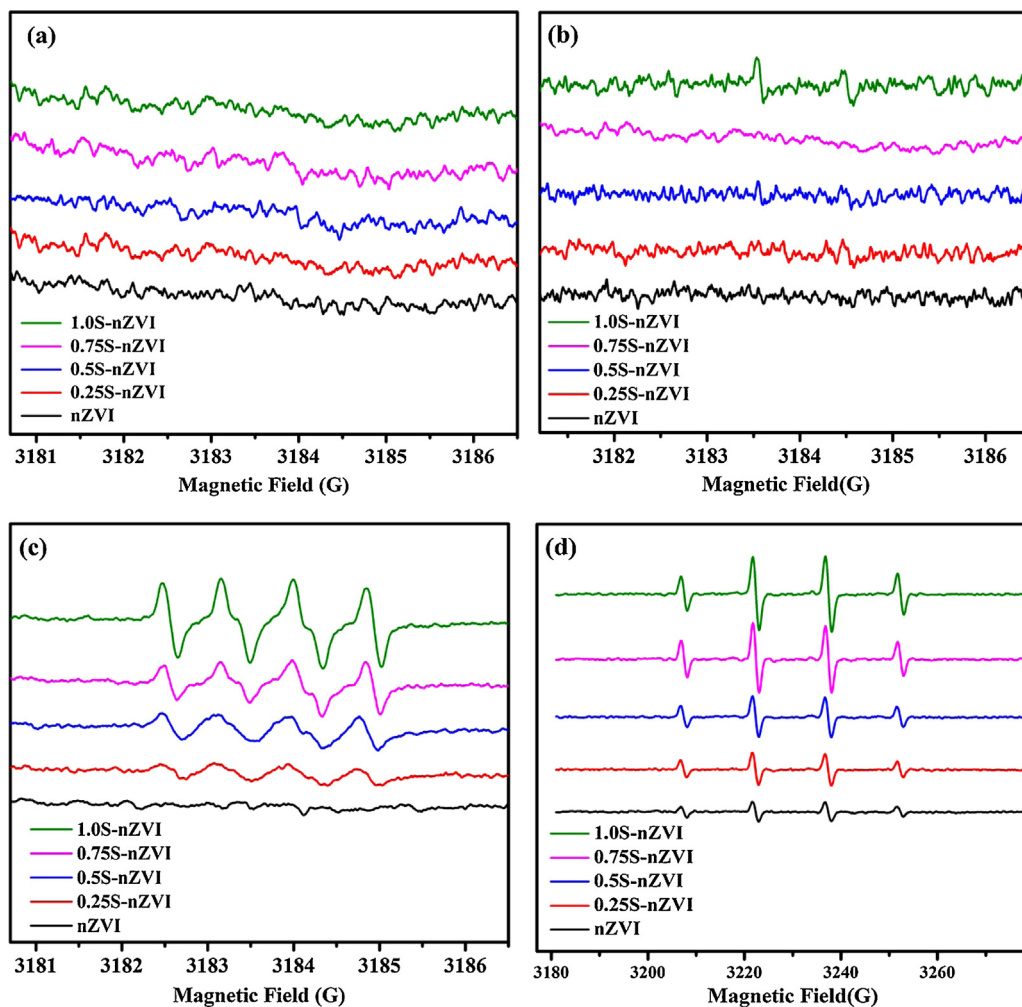 (a)
1.0S-nZVI
0.75S-nZVI
0.5S-nZVI
0.25S-nZVI
nZVI
3181 3182 3183 3184 3185 3186
Magnetic Field (G)
(b)
1.0S-nZVI
0.75S-nZVI
0.5S-nZVI
0.25S-nZVI
nZVI
3182 3183 3184 3185 3186
Magnetic Field(G)
(c)
1.0S-nZVI
0.75S-nZVI
0.5S-nZVI
0.25S-nZVI
nZVI
3181 3182 3183 3184 3185 3186
Magnetic Field (G)
(d)
1.0S-nZVI
0.75S-nZVI
0.5S-nZVI
0.25S-nZVI
nZVI
3180 3200 3220 3240 3260
Magnetic Field(G)